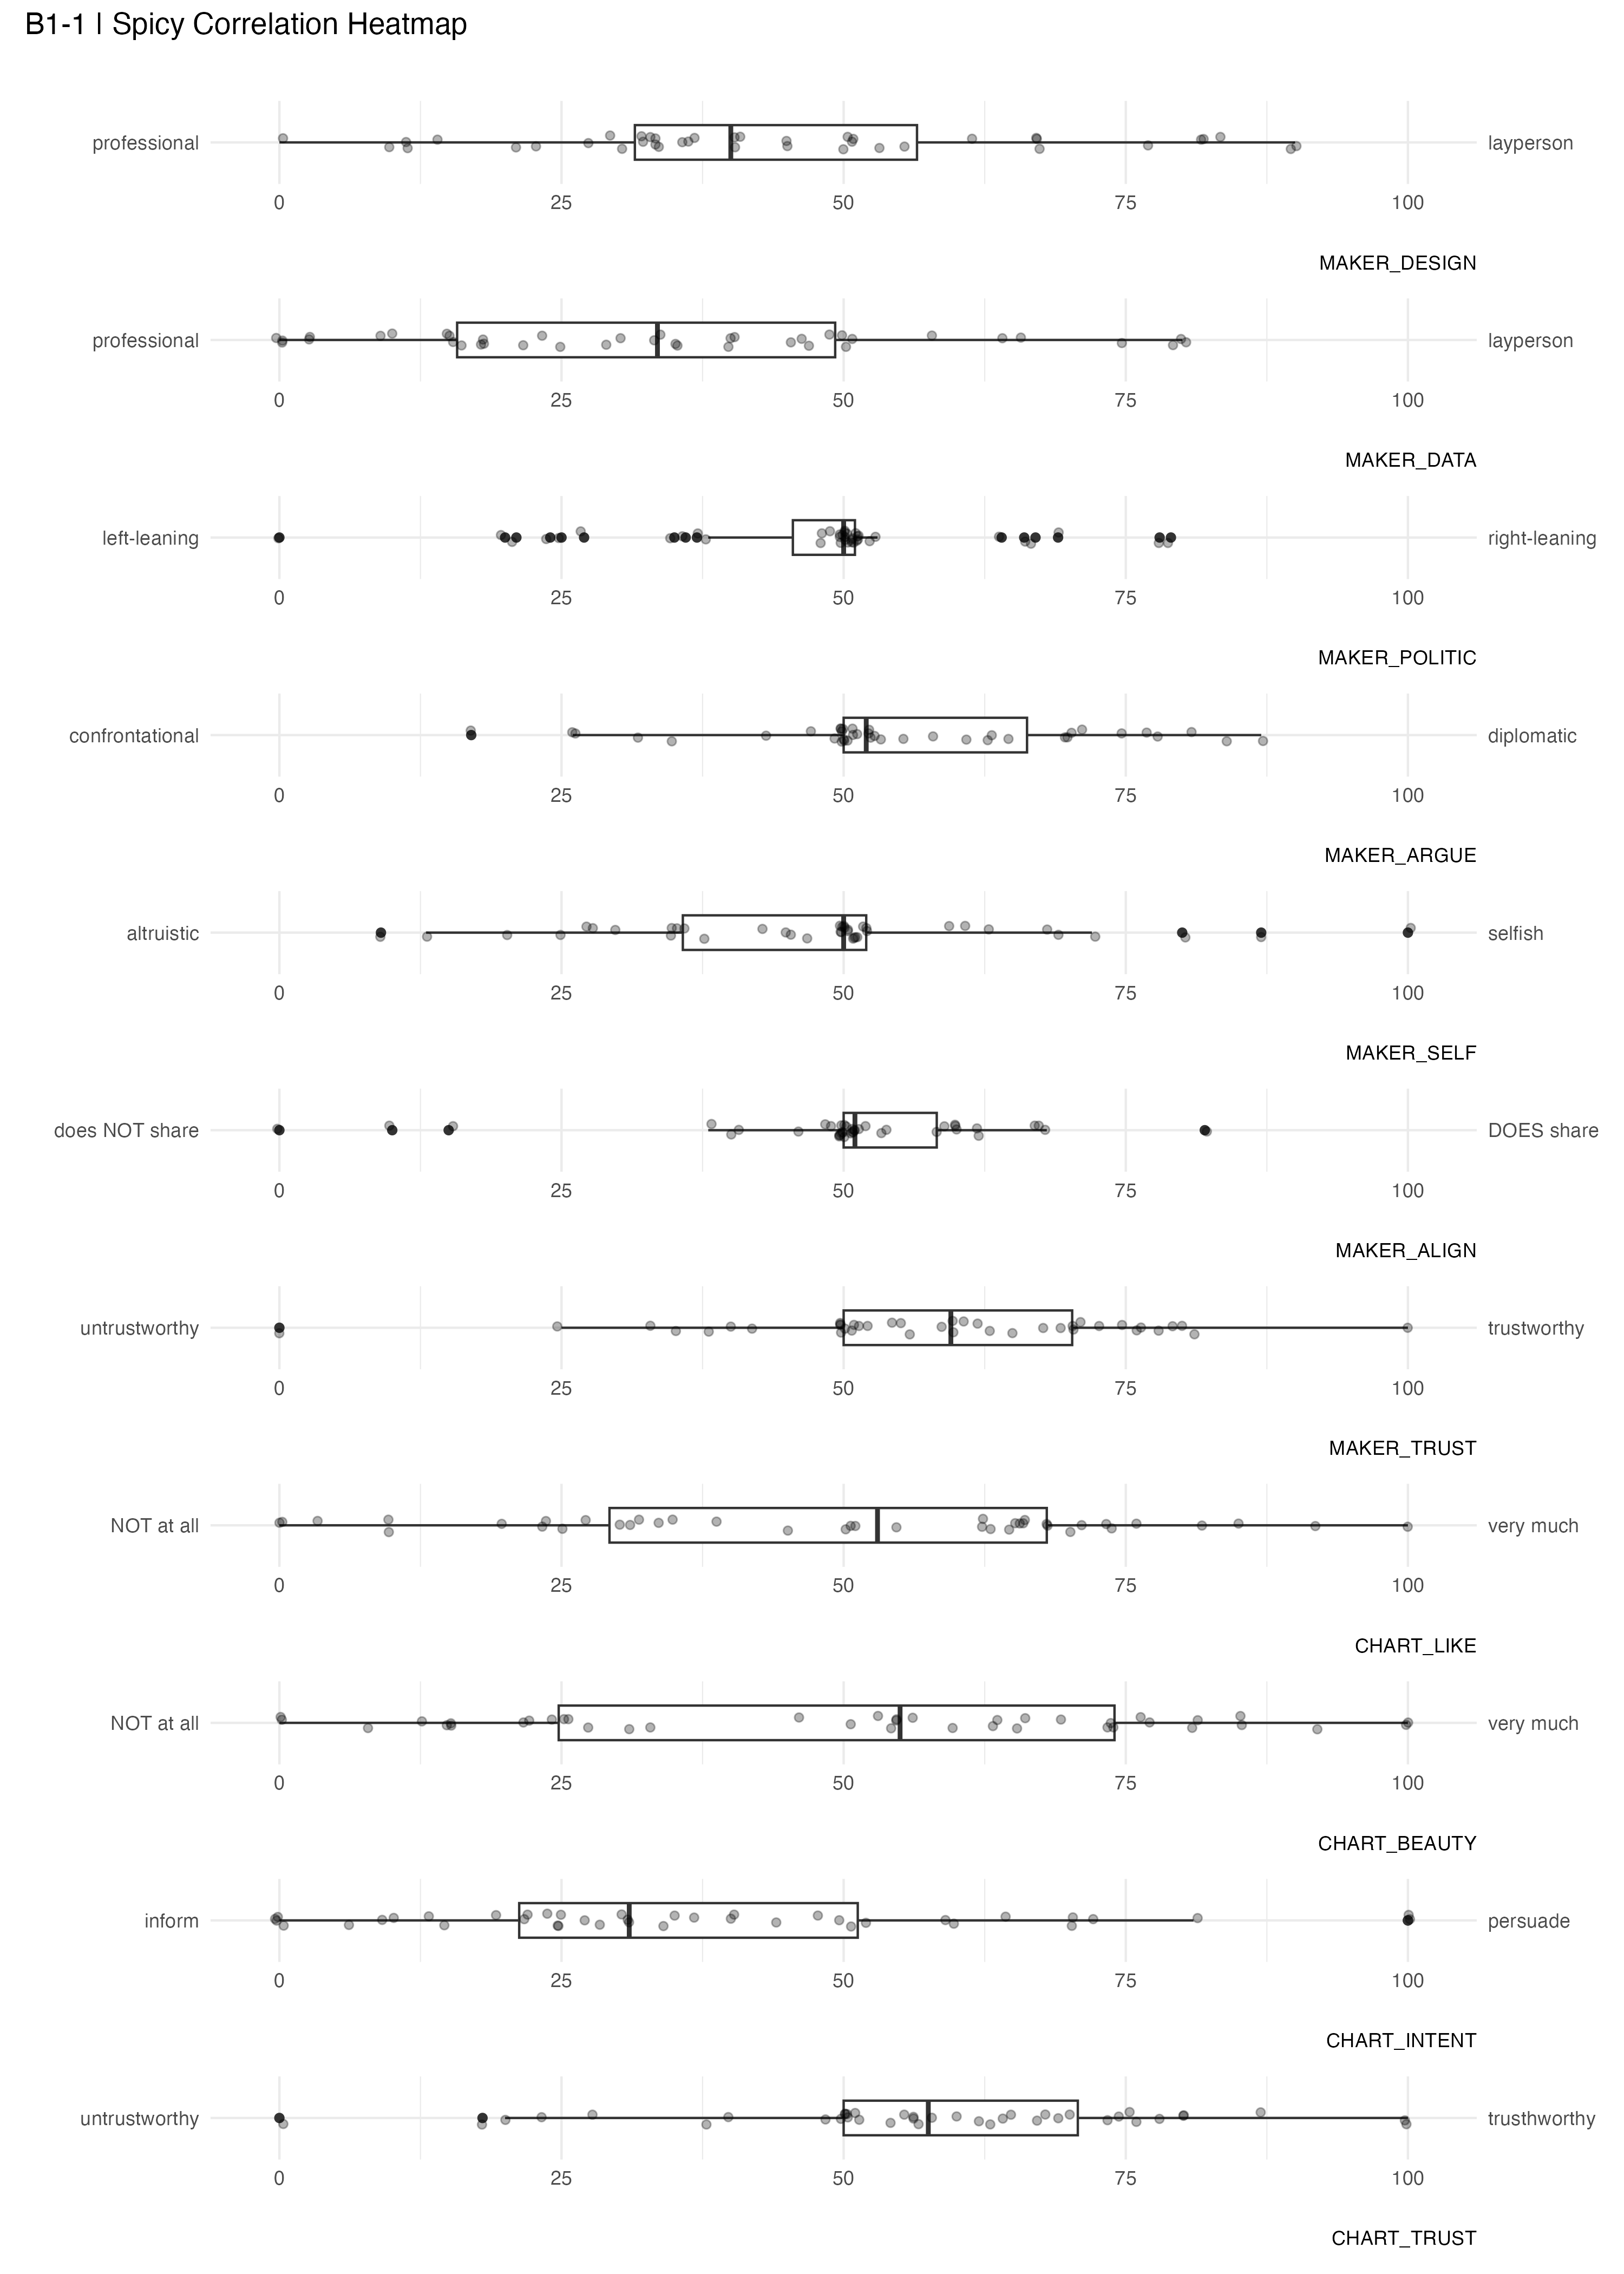 B1-1 | Spicy Correlation Heatmap
professional layperson
0 25 50 75 100
MAKER_DESIGN
professional layperson
0 25 50 75 100
MAKER_DATA
left-leaning right-leaning
0 25 50 75 100
MAKER_POLITIC
confrontational diplomatic
0 25 50 75 100
MAKER_ARGUE
altruistic selfish
0 25 50 75 100
MAKER_SELF
does NOT share DOES share
0 25 50 75 100
MAKER_ALIGN
untrustworthy trustworthy
0 25 50 75 100
MAKER_TRUST
NOT at all very much
0 25 50 75 100
CHART_LIKE
NOT at all very much
0 25 50 75 100
CHART_BEAUTY
inform persuade
0 25 50 75 100
CHART_INTENT
untrustworthy trusthworthy
0 25 50 75 100
CHART_TRUST